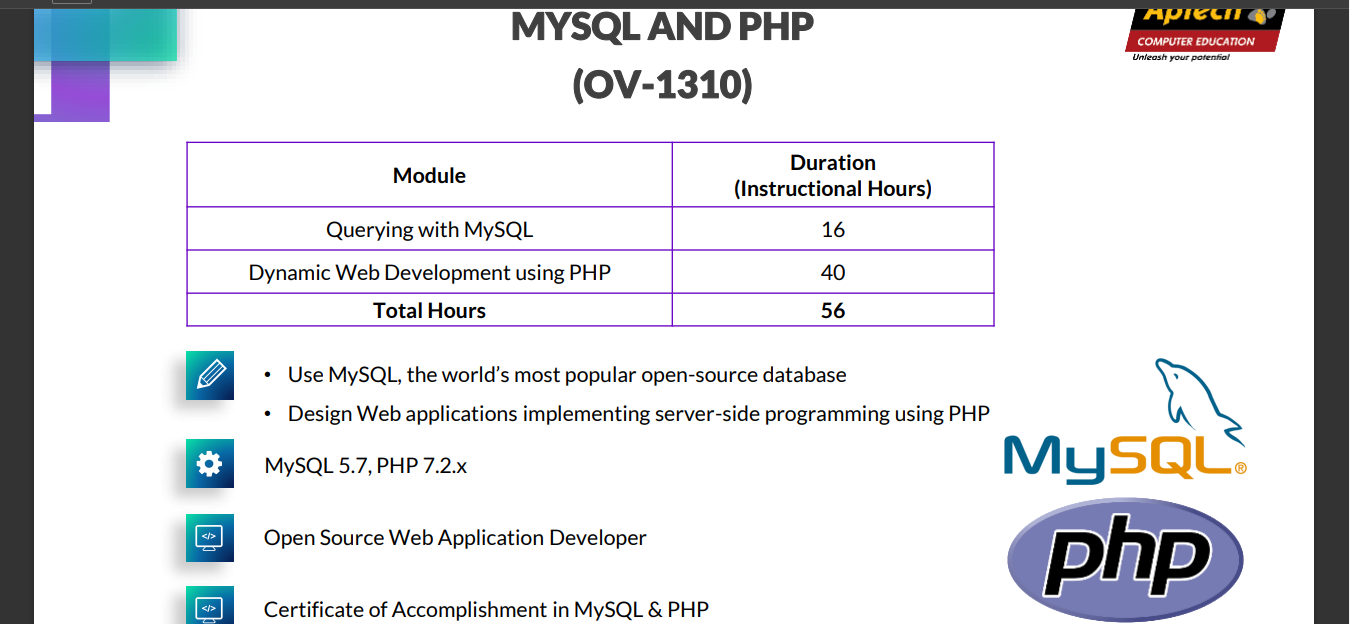 MYSQL AND PHP
(OV-1310)
Aptech
COMPUTER EDUCATION
Unleash your potential
Module
Duration
(Instructional Hours)
Querying with MySQL
16
Dynamic Web Development using PHP
40
Total Hours
56
• Use MySQL, the world’s most popular open-source database
• Design Web applications implementing server-side programming using PHP
MySQL 5.7, PHP 7.2.x
</>
Open Source Web Application Developer
</>
Certificate of Accomplishment in MySQL & PHP
MySQL®
php